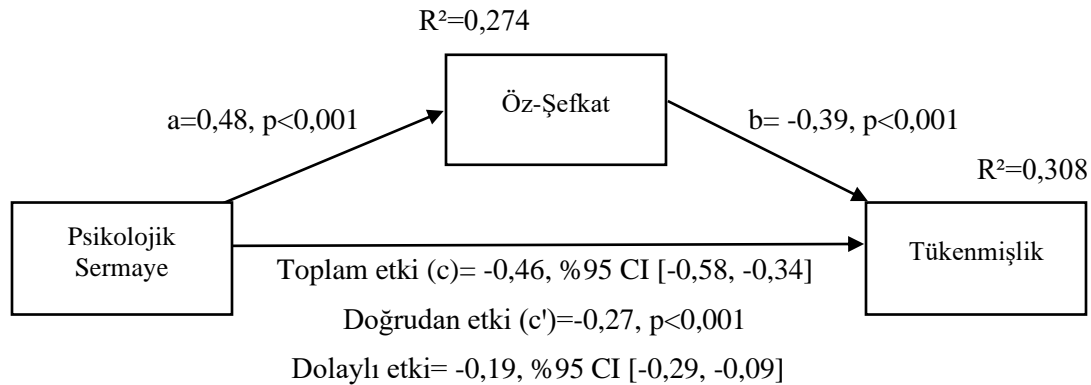 R²=0,274
Öz-Şefkat
a=0,48, p<0,001
b= -0,39, p<0,001
R²=0,308
Psikolojik
Sermaye
Tükenmişlik
Toplam etki (c)= -0,46, %95 CI [-0,58, -0,34]
Doğrudan etki (c')=-0,27, p<0,001
Dolaylı etki= -0,19, %95 CI [-0,29, -0,09]